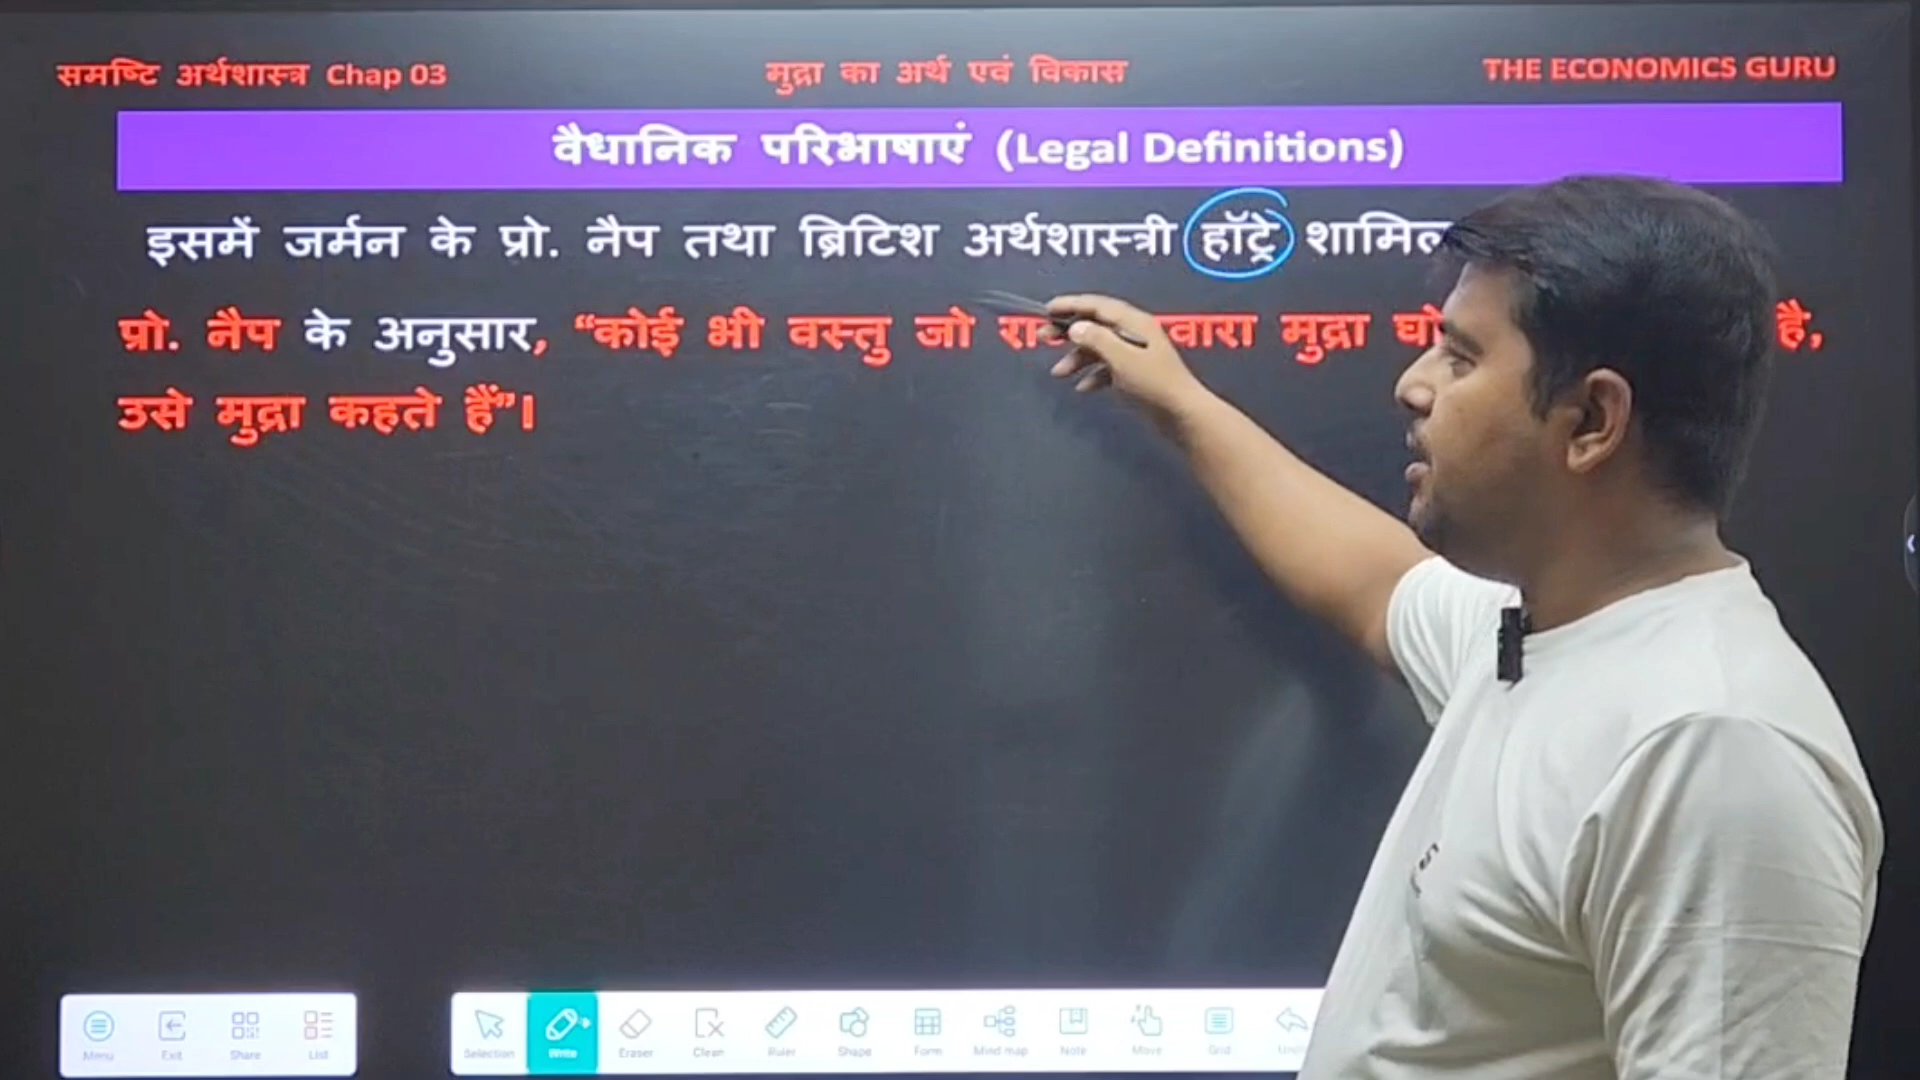 समष्टि अर्थशास्त्र Chap 03
मुद्रा का अर्थ एवं विकास
THE ECONOMICS GURU
वैधानिक परिभाषाएं (Legal Definitions)
इसमें जर्मन के प्रो. नैप तथा ब्रिटिश अर्थशास्त्री हॉट्रे
प्रो. नैप के अनुसार, “कोई भी वस्तु जो मुद्रा है,
उसे मुद्रा कहते हैं”।
Menu Exit Share List
Selection Write Eraser Clean Ruler Shape Form Mind map Note Move Grid